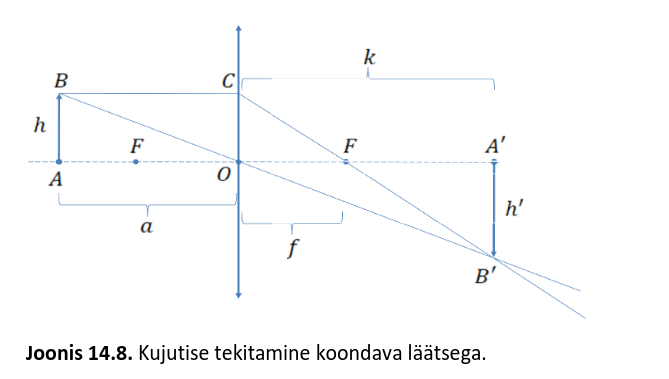 k
B C
h
F F A′
A O
h′
a
f
B′
Joonis 14.8. Kujutise tekitamine koondava läätsega.